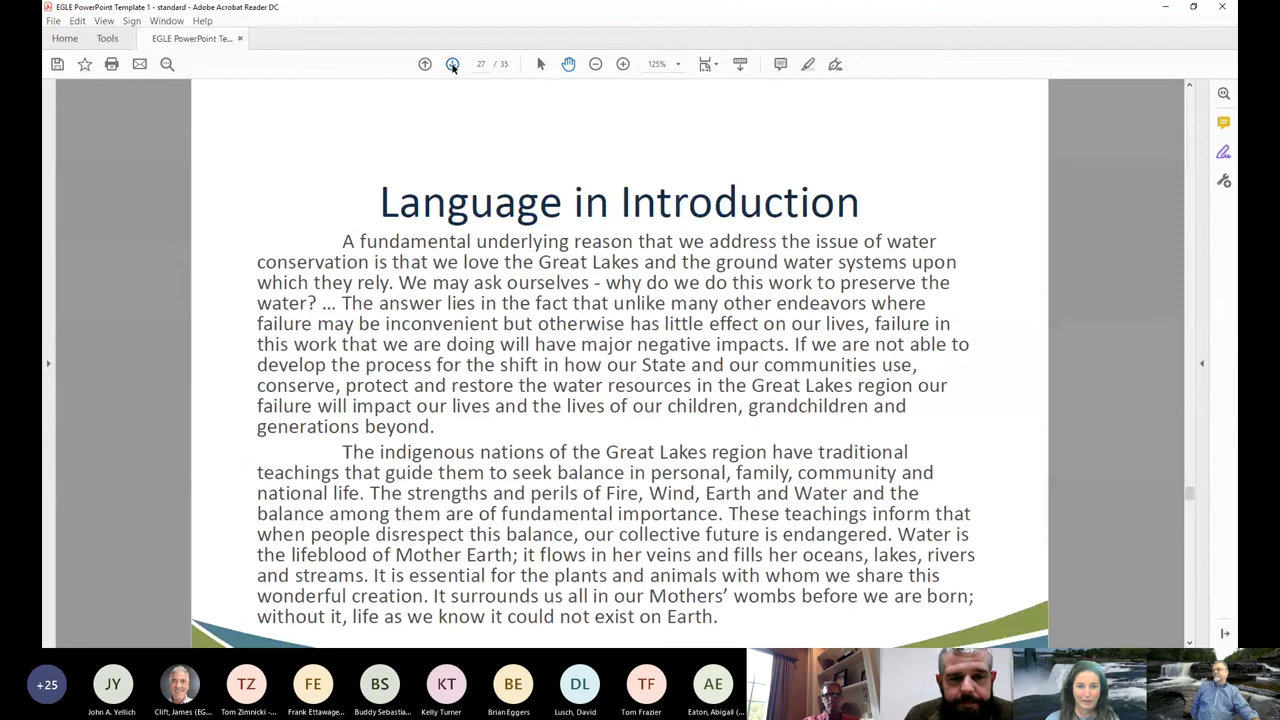 EGLE PowerPoint Template 1 - standard - Adobe Acrobat Reader DC
File Edit View Sign Window Help
Home Tools EGLE PowerPoint Te... ×
27 / 35 125%
Language in Introduction
A fundamental underlying reason that we address the issue of water
conservation is that we love the Great Lakes and the ground water systems upon
which they rely. We may ask ourselves - why do we do this work to preserve the
water? ... The answer lies in the fact that unlike many other endeavors where
failure may be inconvenient but otherwise has little effect on our lives, failure in
this work that we are doing will have major negative impacts. If we are not able to
develop the process for the shift in how our State and our communities use,
conserve, protect and restore the water resources in the Great Lakes region our
failure will impact our lives and the lives of our children, grandchildren and
generations beyond.
The indigenous nations of the Great Lakes region have traditional
teachings that guide them to seek balance in personal, family, community and
national life. The strengths and perils of Fire, Wind, Earth and Water and the
balance among them are of fundamental importance. These teachings inform that
when people disrespect this balance, our collective future is endangered. Water is
the lifeblood of Mother Earth; it flows in her veins and fills her oceans, lakes, rivers
and streams. It is essential for the plants and animals with whom we share this
wonderful creation. It surrounds us all in our Mothers’ wombs before we are born;
without it, life as we know it could not exist on Earth.
+25 JY TZ FE BS KT BE DL TF AE
John A. Yellich Clift, James (EG... Tom Zimnicki - ... Frank Ettawage... Buddy Sebastia... Kelly Turner Brian Eggers Lusch, David Tom Frazier Eaton, Abigail (...